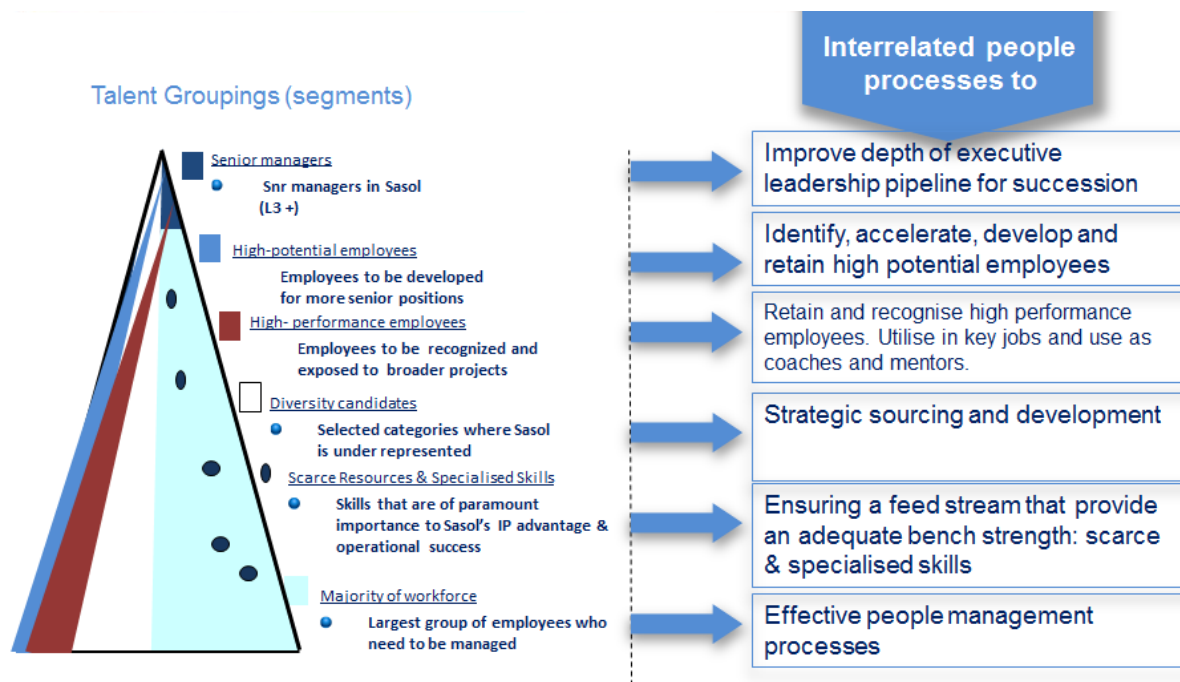 Interrelated people
processes to
Talent Groupings (segments)
Senior managers
Snr managers in Sasol
(L3 +)
Improve depth of executive
leadership pipeline for succession
High-potential employees
Employees to be developed
for more senior positions
Identify, accelerate, develop and
retain high potential employees
High- performance employees
Employees to be recognized and
exposed to broader projects
Retain and recognise high performance
employees. Utilise in key jobs and use as
coaches and mentors.
Diversity candidates
Selected categories where Sasol
is under represented
Strategic sourcing and development
Scarce Resources & Specialised Skills
Skills that are of paramount
importance to Sasol's IP advantage &
operational success
Ensuring a feed stream that provide
an adequate bench strength: scarce
& specialised skills
Majority of workforce
Largest group of employees who
need to be managed
Effective people management
processes